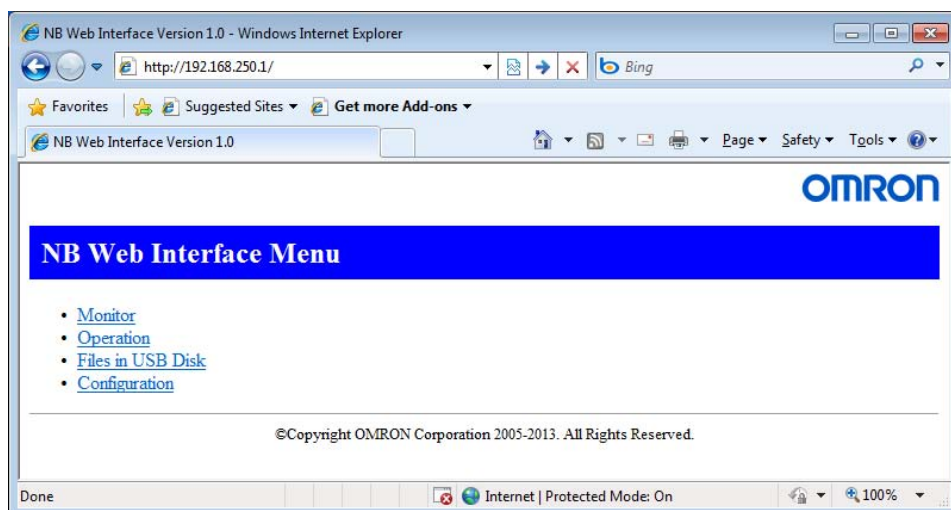 NB Web Interface Version 1.0 - Windows Internet Explorer
http://192.168.250.1/ Bing
Favorites Suggested Sites Get more Add-ons
NB Web Interface Version 1.0 Page Safety Tools
OMRON
NB Web Interface Menu
• Monitor
• Operation
• Files in USB Disk
• Configuration
©Copyright OMRON Corporation 2005-2013. All Rights Reserved.
Done Internet | Protected Mode: On 100%